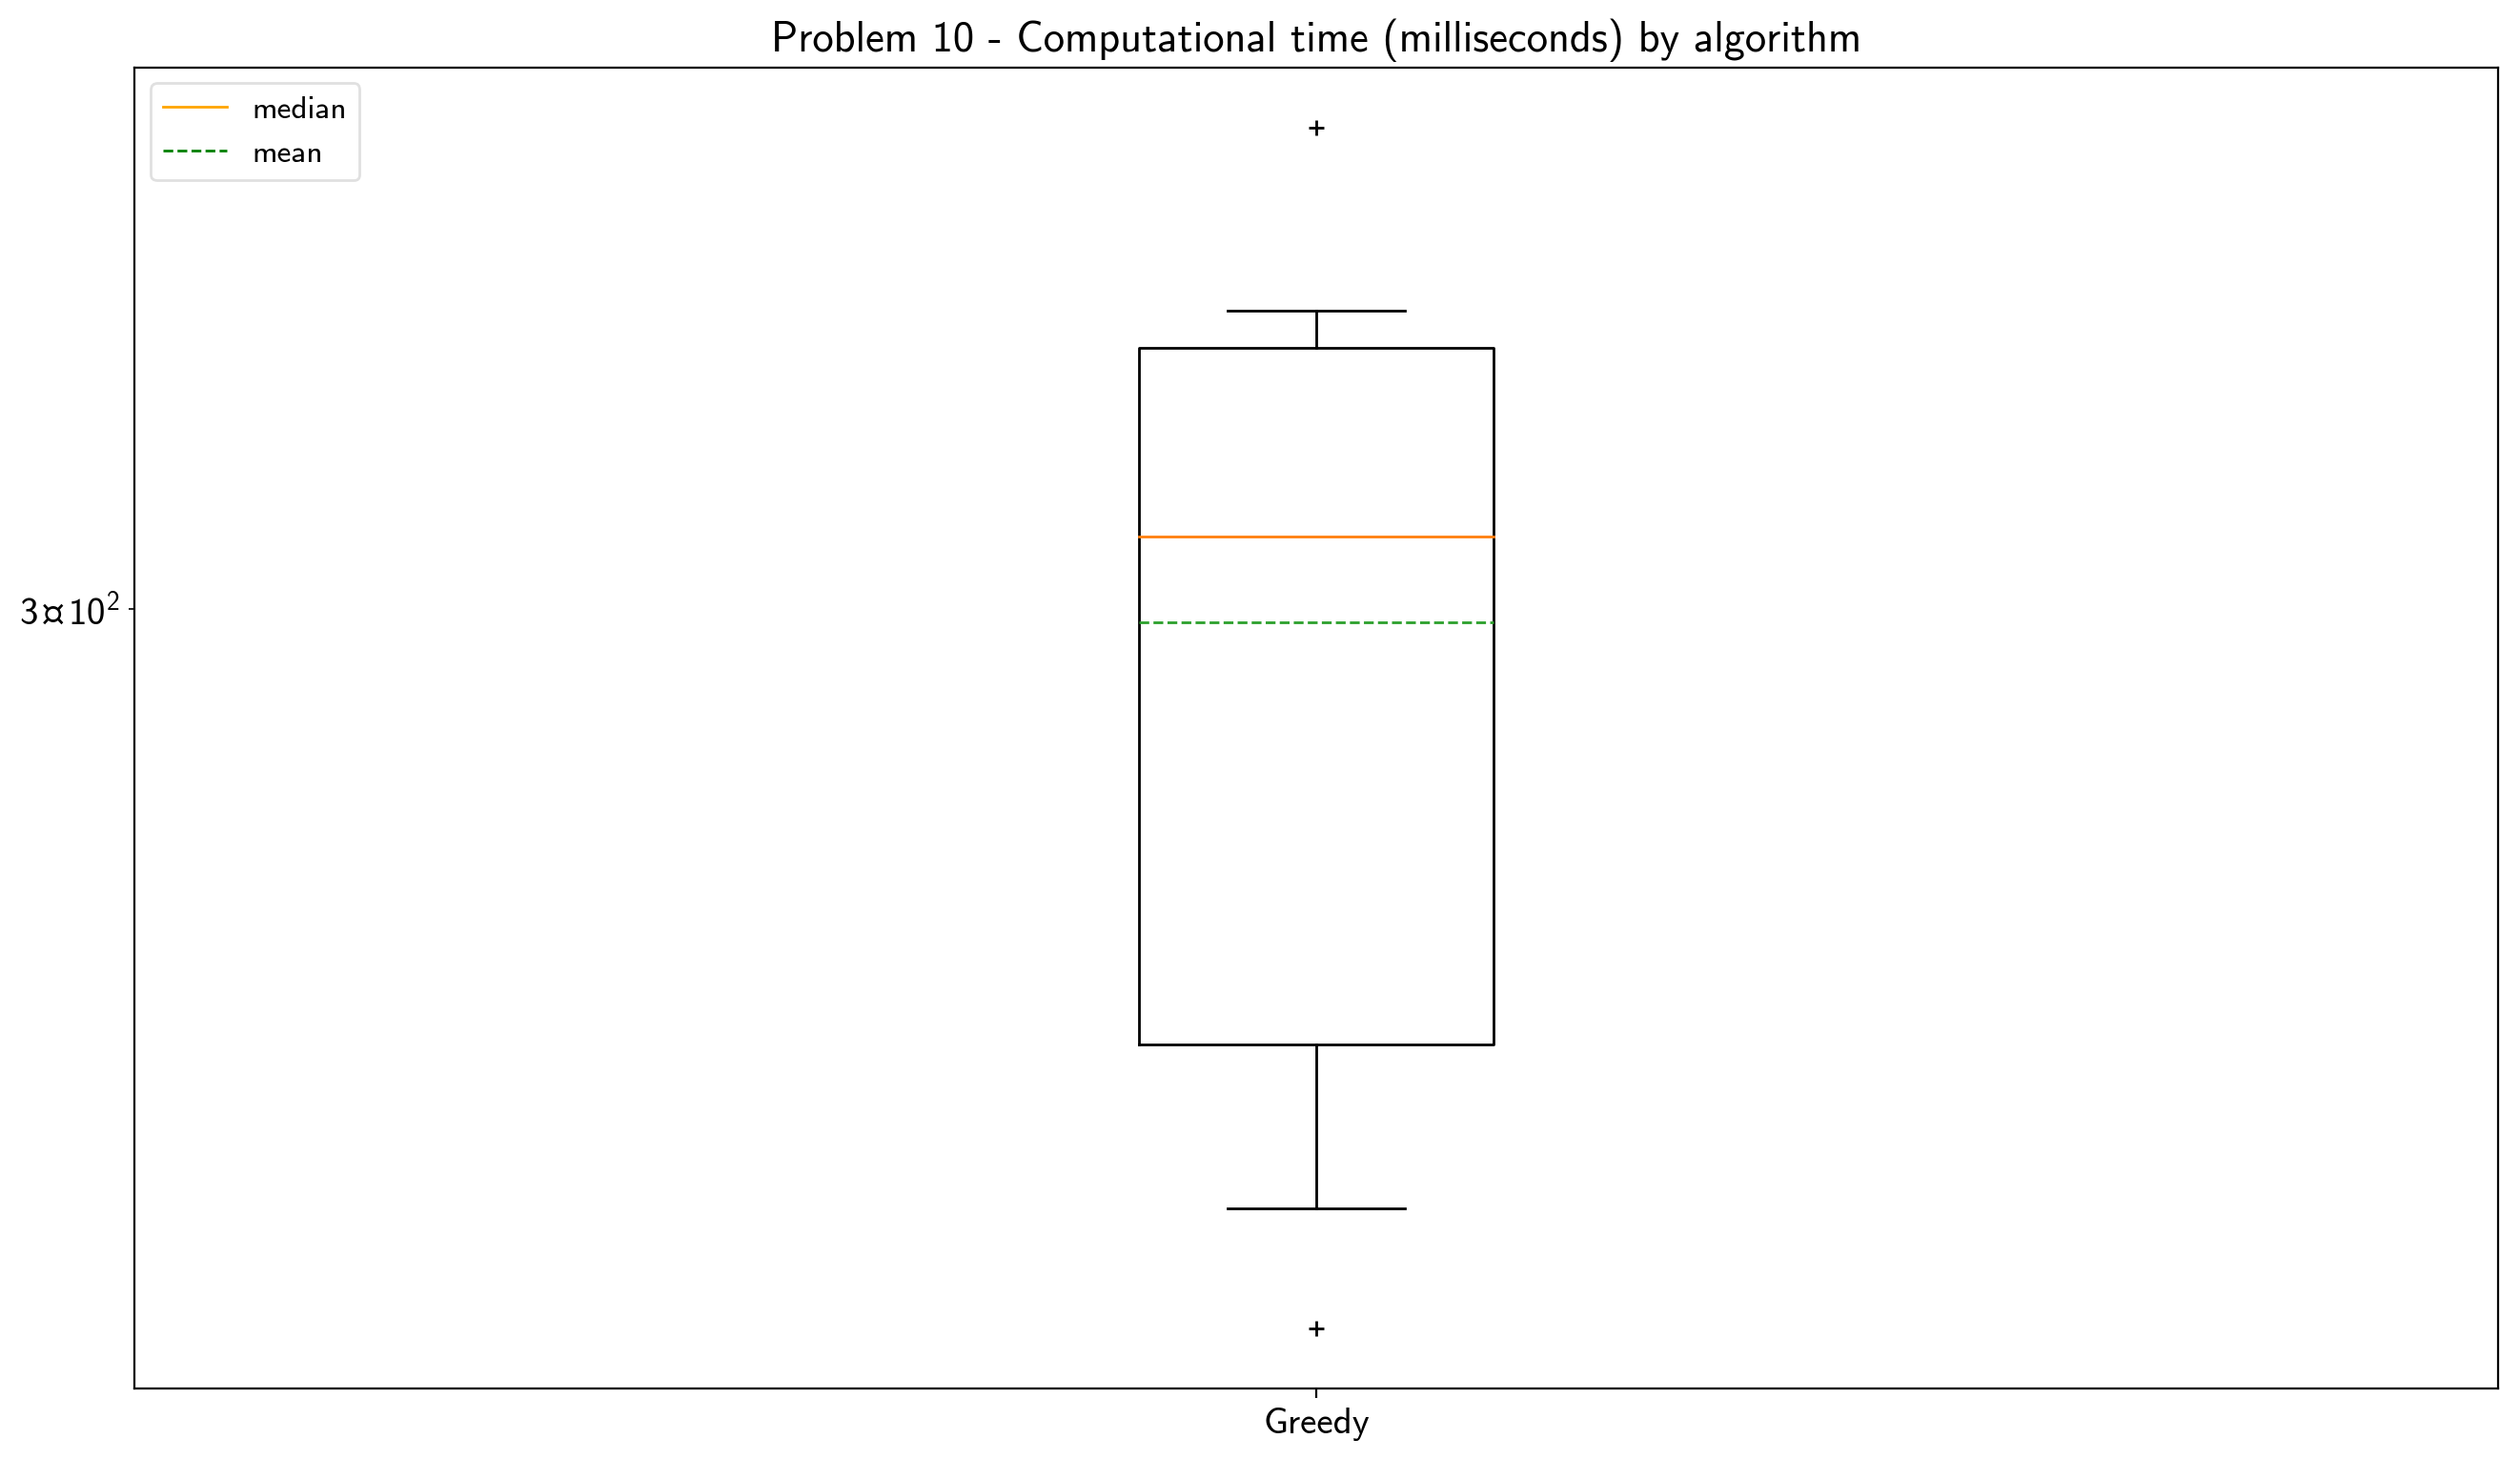 Problem 10 - Computational time (milliseconds) by algorithm
median
mean
3¤10²
Greedy